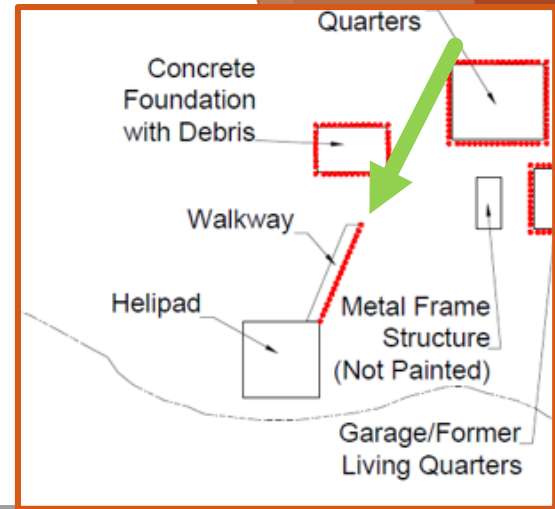 Quarters
Concrete
Foundation
with Debris
Walkway
Helipad
Metal Frame
Structure
(Not Painted)
Garage/Former
Living Quarters